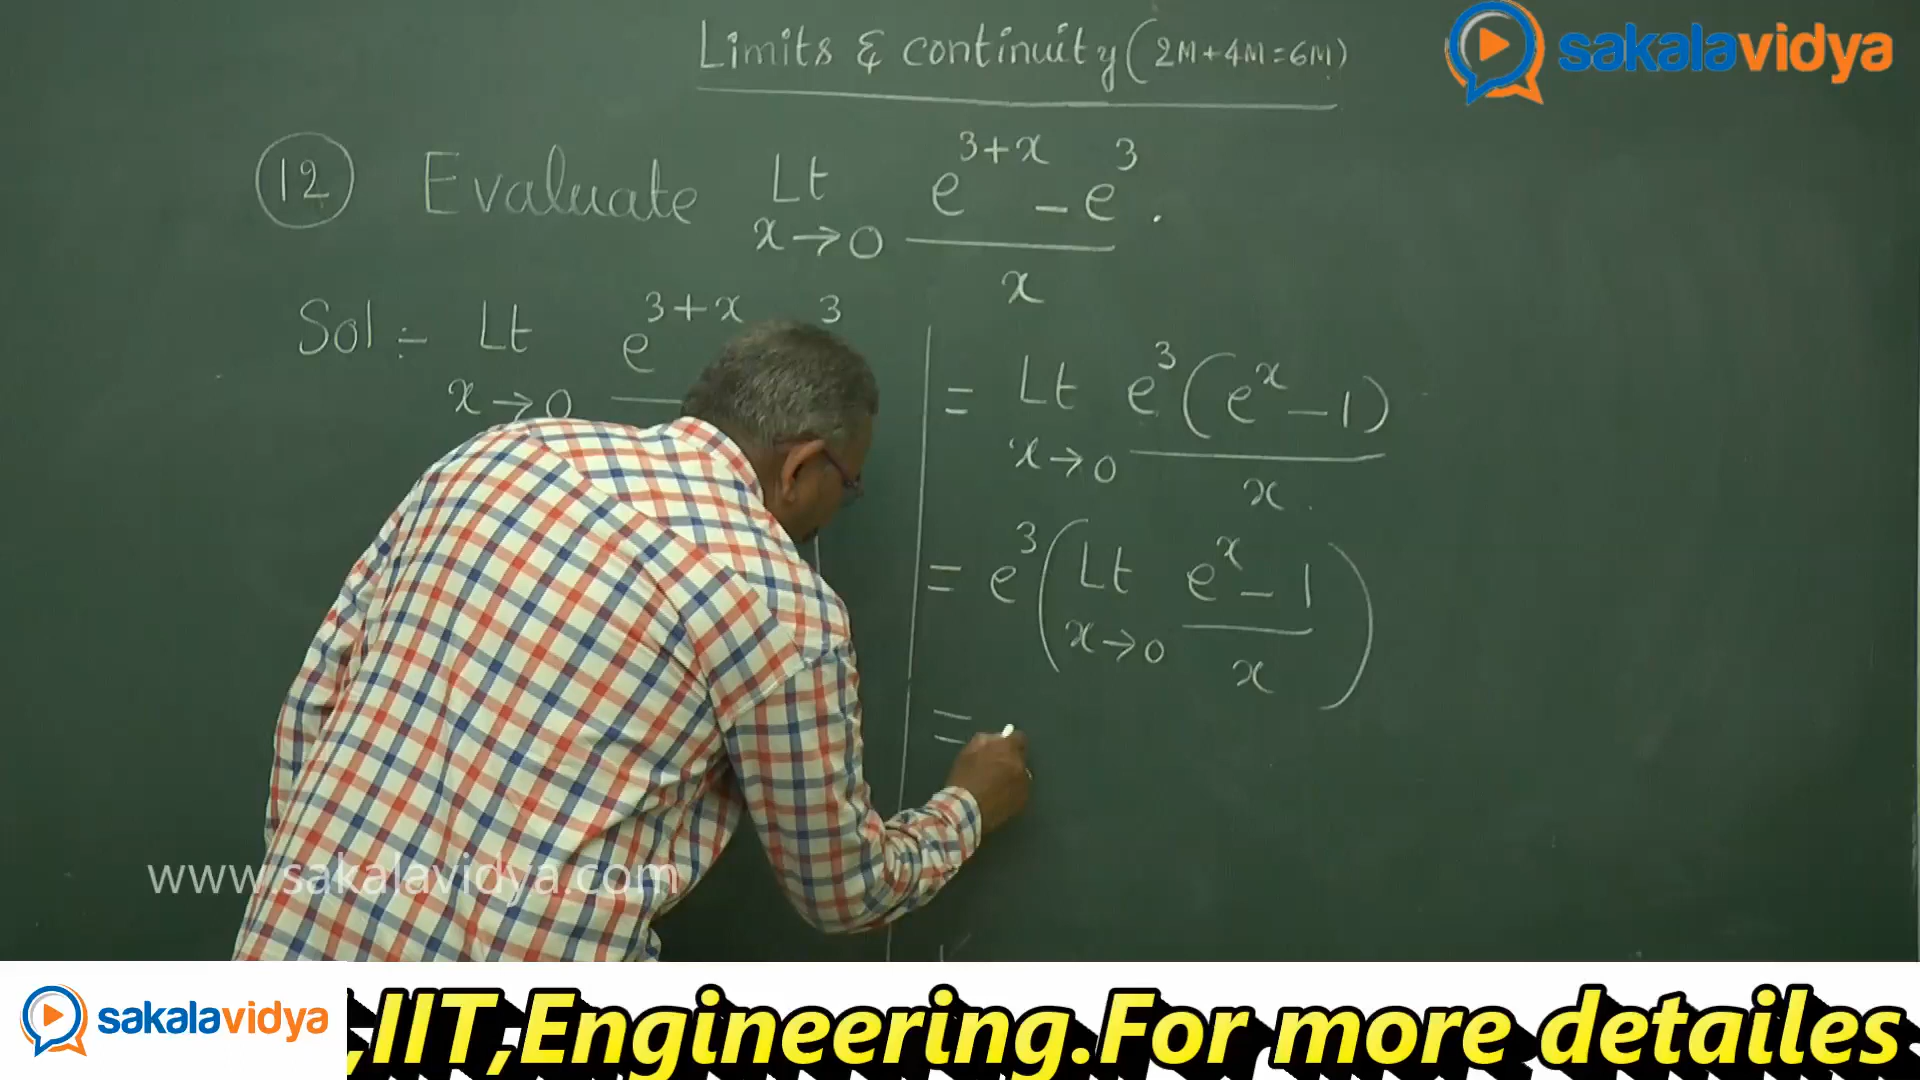 Limits & continuity (2M+4M=6M)
sakalavidya
12 Evaluate Lt x→0 e^{3+x} - e^3 / x .
Sol :- Lt x→0 e^{3+x} 3
= Lt x→0 e^3 (e^x - 1) / x .
= e^3 ( Lt x→0 e^x - 1 / x )
=
www.sakalavidya.com
sakalavidya ,IIT,Engineering.For more detailes